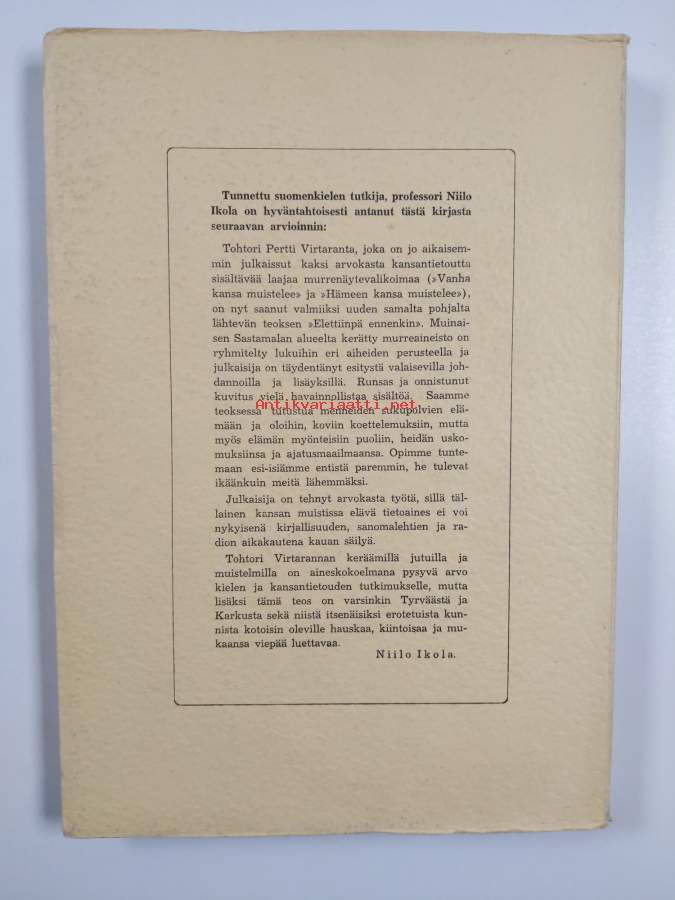 Tunnettu suomenkielen tutkija, professori Niilo
Ikola on hyväntahtoisesti antanut tästä kirjasta
seuraavan arvioinnin:
Tohtori Pertti Virtaranta, joka on jo aikaisem-
min julkaissut kaksi arvokasta kansantietoutta
sisältävää laajaa murrenäytevalikoimaa (»Vanha
kansa muistelee» ja »Hämeen kansa muistelee»),
on nyt saanut valmiiksi uuden samalta pohjalta
lähtevän teoksen »Elettiinpä ennenkin». Muinai-
sen Sastamalan alueelta kerätty murreaineisto on
ryhmitelty lukuihin eri aiheiden perusteella ja
julkaisija on täydentänyt esitystä valaisevilla joh-
dannoilla ja lisäyksillä. Runsas ja onnistunut
kuvitus vielä havainnollistaa sisältöä. Saamme
Antikvariaatti.net
teoksessa tutustua menneiden sukupolvien elä-
mään ja oloihin, koviin koettelemuksiin, mutta
myös elämän myönteisiin puoliin, heidän usko-
muksiinsa ja ajatusmaailmaansa. Opimme tunte-
maan esi-isiämme entistä paremmin, he tulevat
ikäänkuin meitä lähemmäksi.
Julkaisija on tehnyt arvokasta työtä, sillä täl-
lainen kansan muistissa elävä tietoaines ei voi
nykyisenä kirjallisuuden, sanomalehtien ja ra-
dion aikakautena kauan säilyä.
Tohtori Virtarannan keräämillä jutuilla ja
muistelmilla on aineskokoelmana pysyvä arvo
kielen ja kansantietouden tutkimukselle, mutta
lisäksi tämä teos on varsinkin Tyrväästä ja
Karkusta sekä niistä itsenäisiksi erotetuista kun-
nista kotoisin oleville hauskaa, kiintoisaa ja mu-
kaansa viepää luettavaa.
Niilo Ikola.